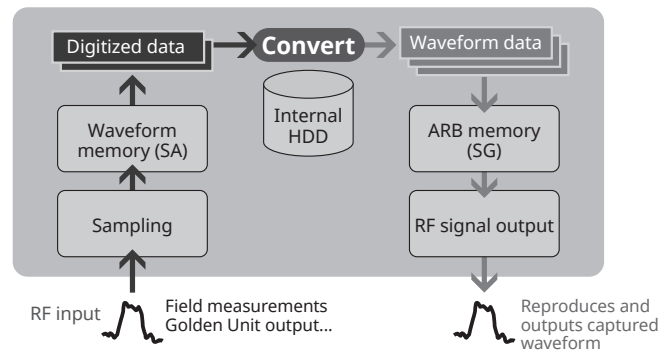 Digitized data
Convert
Waveform data
Internal
HDD
Waveform
memory (SA)
ARB memory
(SG)
Sampling
RF signal output
RF input
Field measurements
Golden Unit output...
Reproduces and
outputs captured
waveform